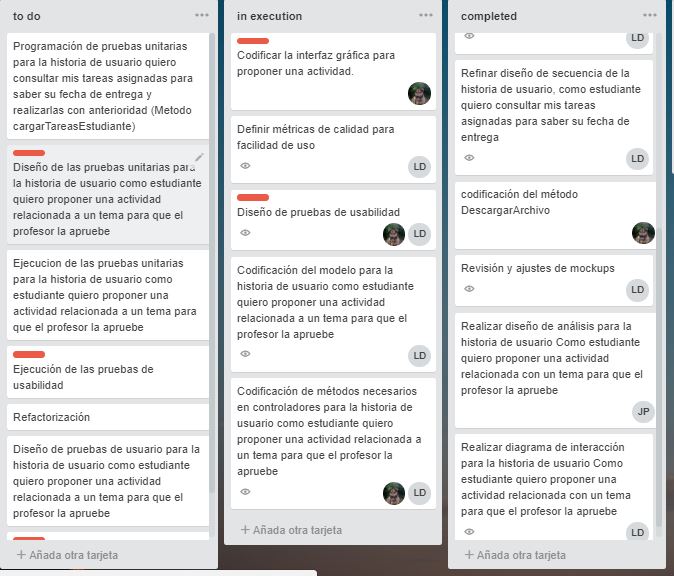 to do
Programación de pruebas unitarias
para la historia de usuario quiero
consultar mis tareas asignadas para
saber su fecha de entrega y
realizarlas con anterioridad (Metodo
cargarTareasEstudiante)
Diseño de las pruebas unitarias para
la historia de usuario como estudiante
quiero proponer una actividad
relacionada a un tema para que el
profesor la apruebe
Ejecucion de las pruebas unitarias
para la historia de usuario como
estudiante quiero proponer una
actividad relacionada a un tema para
que el profesor la apruebe
Ejecución de las pruebas de
usabilidad
Refactorización
Diseño de pruebas de usuario para la
historia de usuario como estudiante
quiero proponer una actividad
relacionada a un tema para que el
profesor la apruebe
+ Añada otra tarjeta
in execution
Codificar la interfaz gráfica para
proponer una actividad.
Definir métricas de calidad para
facilidad de uso
LD
Diseño de pruebas de usabilidad
LD
Codificación del modelo para la
historia de usuario como estudiante
quiero proponer una actividad
relacionada a un tema para que el
profesor la apruebe
LD
Codificación de métodos necesarios
en controladores para la historia de
usuario como estudiante quiero
proponer una actividad relacionada a
un tema para que el profesor la
apruebe
LD
+ Añada otra tarjeta
completed
LD
Refinar diseño de secuencia de la
historia de usuario, como estudiante
quiero consultar mis tareas
asignadas para saber su fecha de
entrega
LD
codificación del método
DescargarArchivo
Revisión y ajustes de mockups
LD
Realizar diseño de análisis para la
historia de usuario Como estudiante
quiero proponer una actividad
relacionada con un tema para que el
profesor la apruebe
JP
Realizar diagrama de interacción
para la historia de usuario Como
estudiante quiero proponer una
actividad relacionada con un tema
para que el profesor la apruebe
LD
+ Añada otra tarjeta